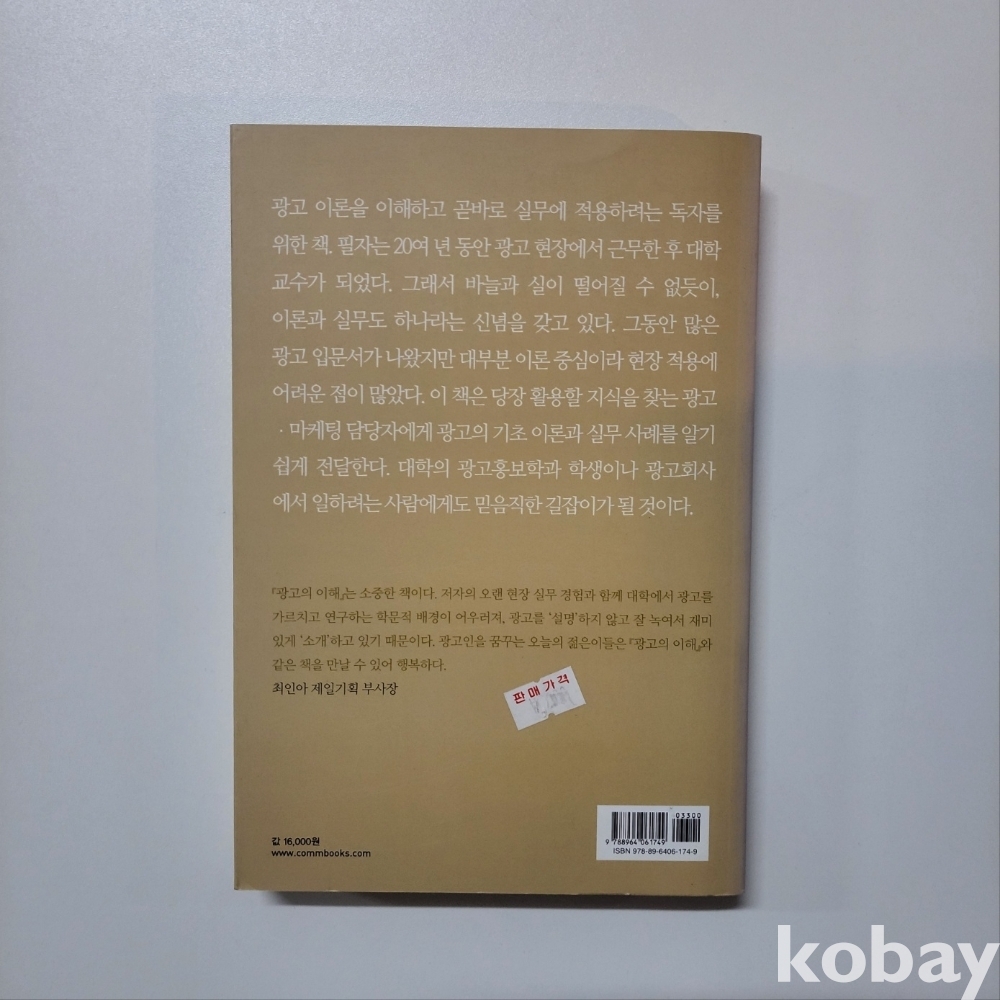 광고 이론을 이해하고 곧바로 실무에 적용하려는 독자를
위한 책. 필자는 20여 년 동안 광고 현장에서 근무한 후 대학
교수가 되었다. 그래서 바늘과 실이 떨어질 수 없듯이,
이론과 실무도 하나라는 신념을 갖고 있다. 그동안 많은
광고 입문서가 나왔지만 대부분 이론 중심이라 현장 적용에
어려운 점이 많았다. 이 책은 당장 활용할 지식을 찾는 광고
· 마케팅 담당자에게 광고의 기초 이론과 실무 사례를 알기
쉽게 전달한다. 대학의 광고홍보학과 학생이나 광고회사
에서 일하려는 사람에게도 믿음직한 길잡이가 될 것이다.
『광고의 이해』는 소중한 책이다. 저자의 오랜 현장 실무 경험과 함께 대학에서 광고를
가르치고 연구하는 학문적 배경이 어우러져, 광고를 ‘설명’하지 않고 잘 녹여서 재미
있게 ‘소개’하고 있기 때문이다. 광고인을 꿈꾸는 오늘의 젊은이들은 『광고의 이해』와
같은 책을 만날 수 있어 행복하다.
최인아 제일기획 부사장
판매가격
값 16,000원
www.commbooks.com
03300
9 788964 061749
ISBN 978-89-6406-174-9
kobay